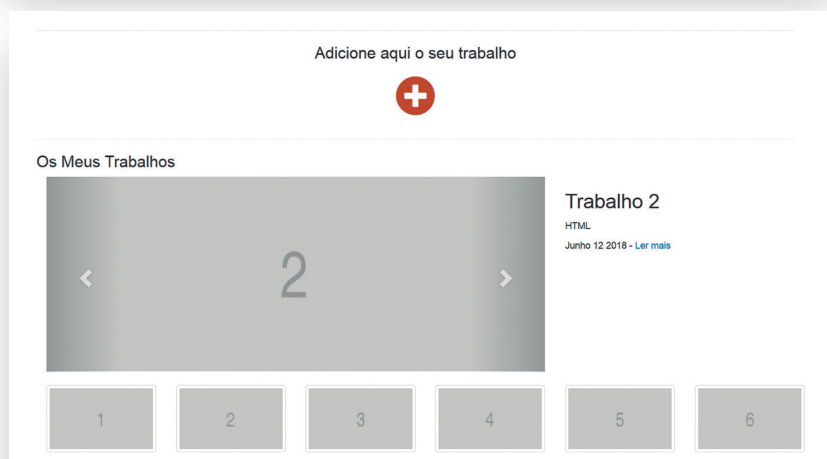 Adicione aqui o seu trabalho
Os Meus Trabalhos
2
Trabalho 2
HTML
Junho 12 2018 - Ler mais
1 2 3 4 5 6